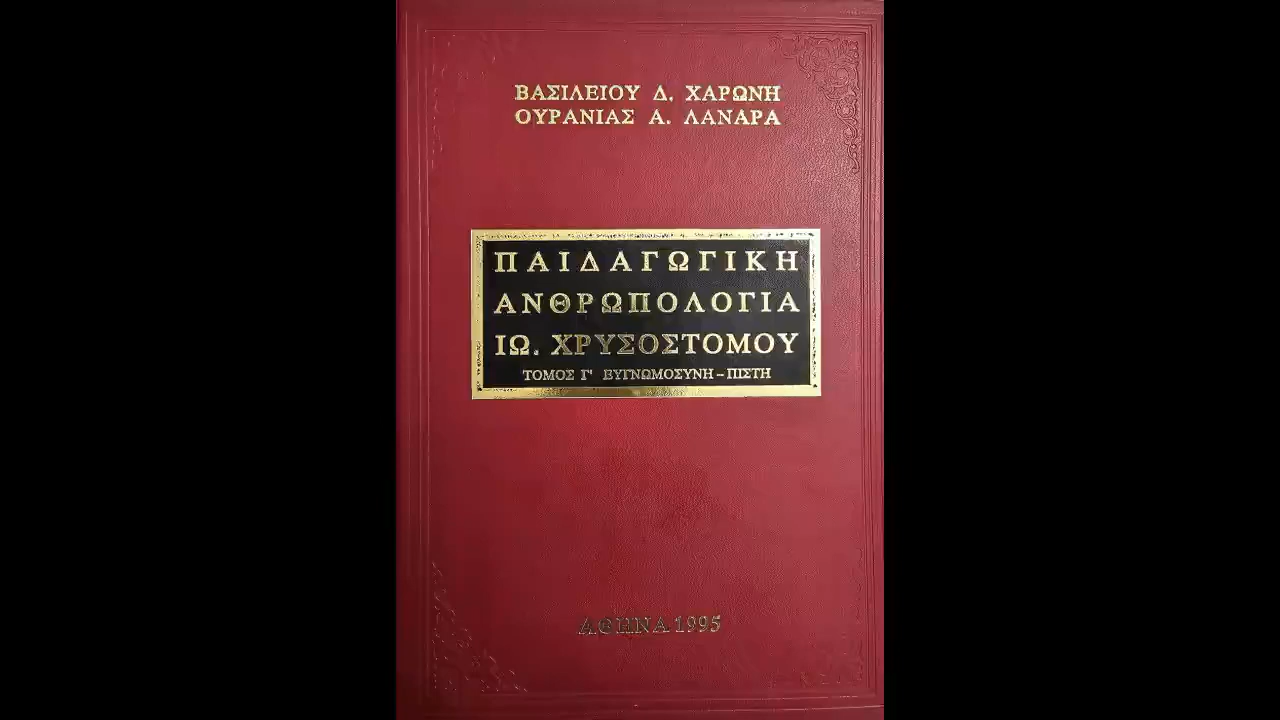 ΒΑΣΙΛΕΙΟΥ Δ. ΧΑΡΩΝΗ
ΟΥΡΑΝΙΑΣ Α. ΛΑΝΑΡΑ
ΠΑΙΔΑΓΩΓΙΚΗ
ΑΝΘΡΩΠΟΛΟΓΙΑ
ΙΩ. ΧΡΥΣΟΣΤΟΜΟΥ
ΤΟΜΟΣ Γ' ΕΥΓΝΩΜΟΣΥΝΗ – ΠΙΣΤΗ
ΑΘΗΝΑ 1995